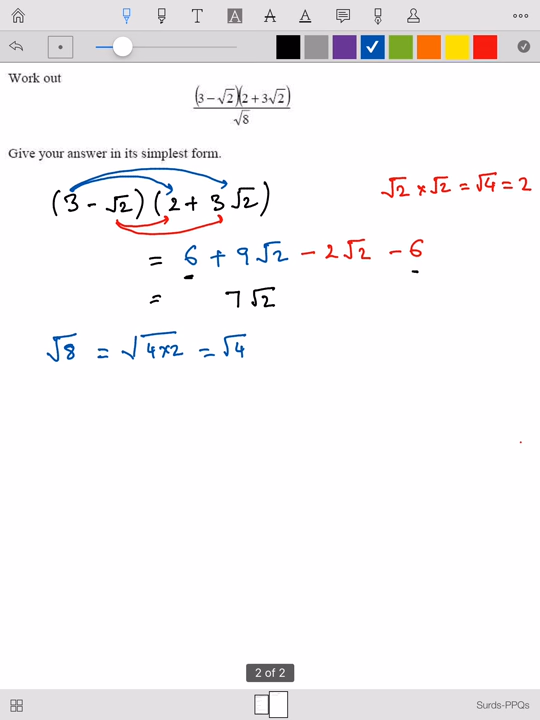 T A A A
Work out
(3 − √2)(2 + 3√2)
√8
Give your answer in its simplest form.
(3 - √2)(2 + 3√2)
√2 × √2 = √4 = 2
= 6 + 9√2 - 2√2 - 6
= 7√2
√8 = √4×2 = √4
2 of 2
Surds-PPQs